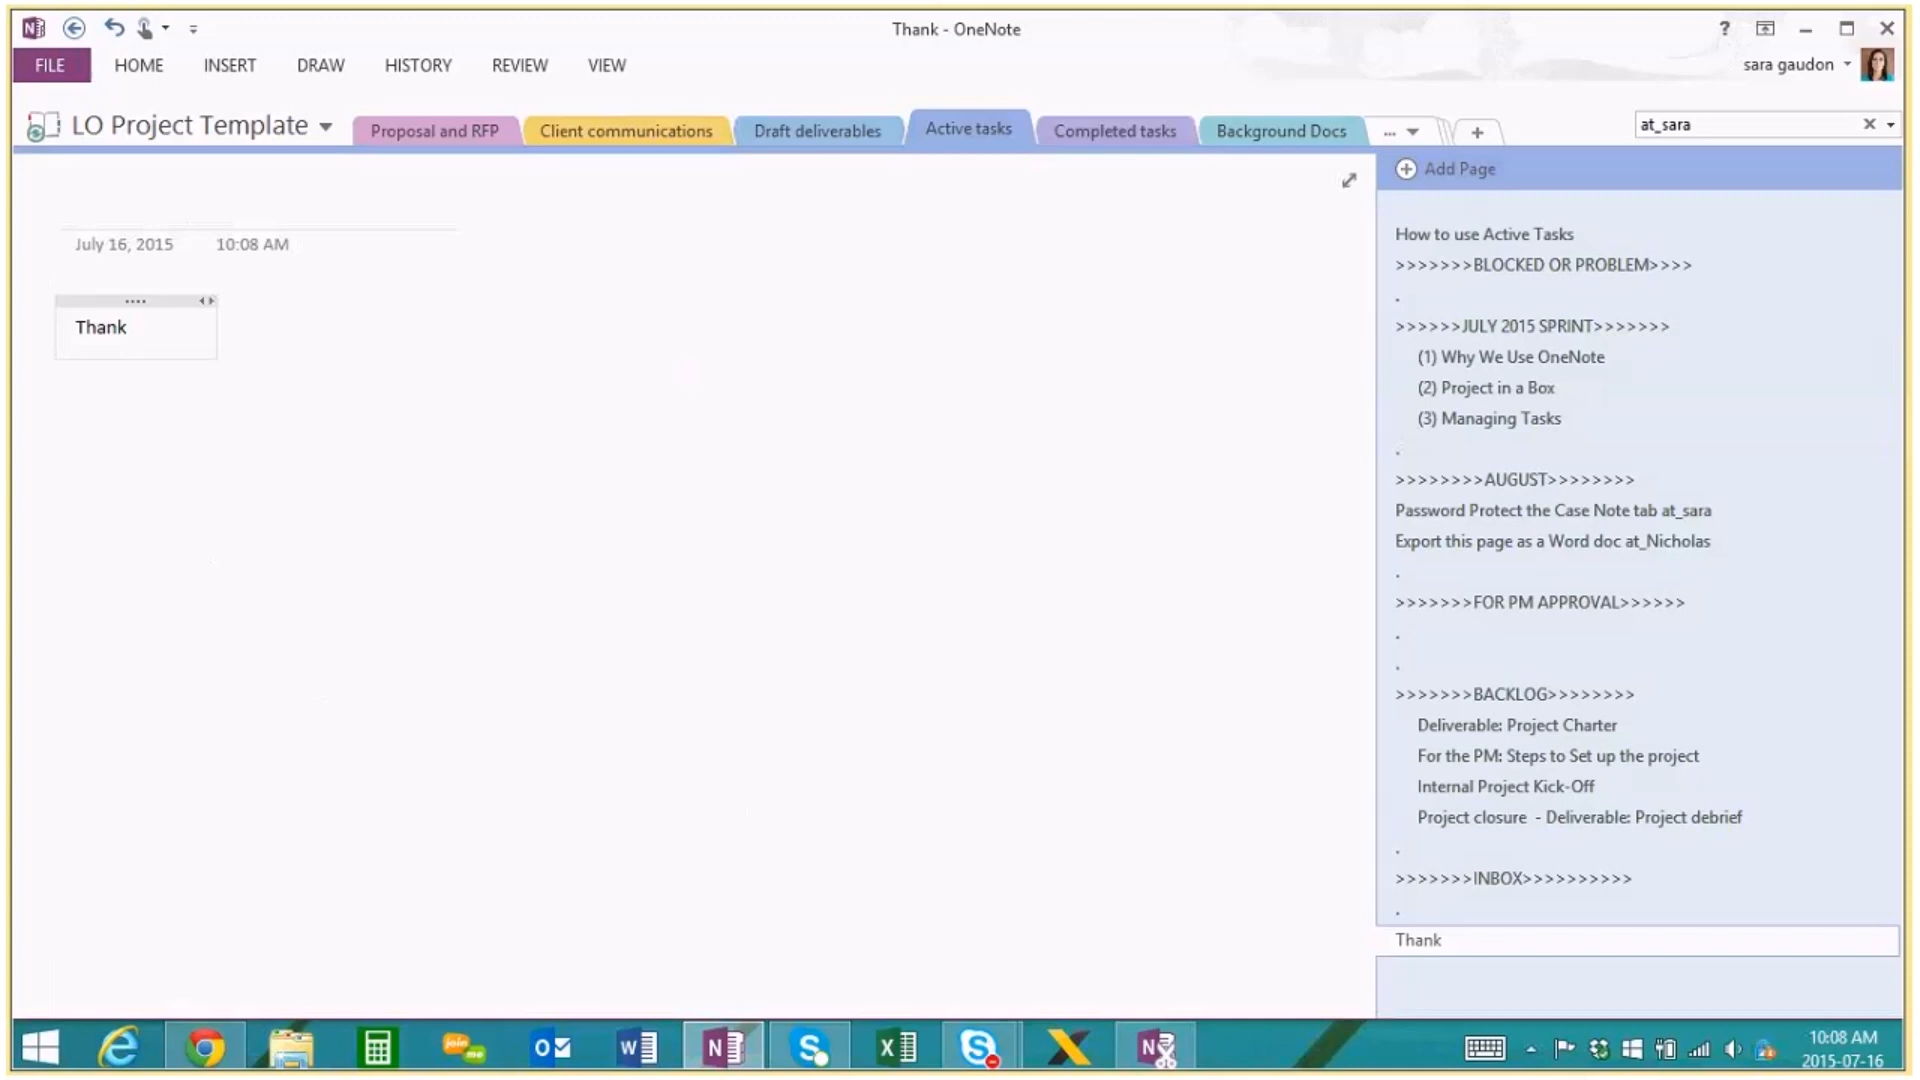 Thank - OneNote
?
FILE HOME INSERT DRAW HISTORY REVIEW VIEW
sara gaudon
LO Project Template
Proposal and RFP
Client communications
Draft deliverables
Active tasks
Completed tasks
Background Docs
...
at_sara
Add Page
July 16, 2015 10:08 AM
Thank
How to use Active Tasks
>>>>>>>BLOCKED OR PROBLEM>>>>
.
>>>>>>JULY 2015 SPRINT>>>>>>>
(1) Why We Use OneNote
(2) Project in a Box
(3) Managing Tasks
.
>>>>>>>>AUGUST>>>>>>>>
Password Protect the Case Note tab at_sara
Export this page as a Word doc at_Nicholas
.
>>>>>>>FOR PM APPROVAL>>>>>>
.
.
>>>>>>>BACKLOG>>>>>>>>
Deliverable: Project Charter
For the PM: Steps to Set up the project
Internal Project Kick-Off
Project closure - Deliverable: Project debrief
.
>>>>>>>INBOX>>>>>>>>>>
.
Thank
join me
10:08 AM
2015-07-16